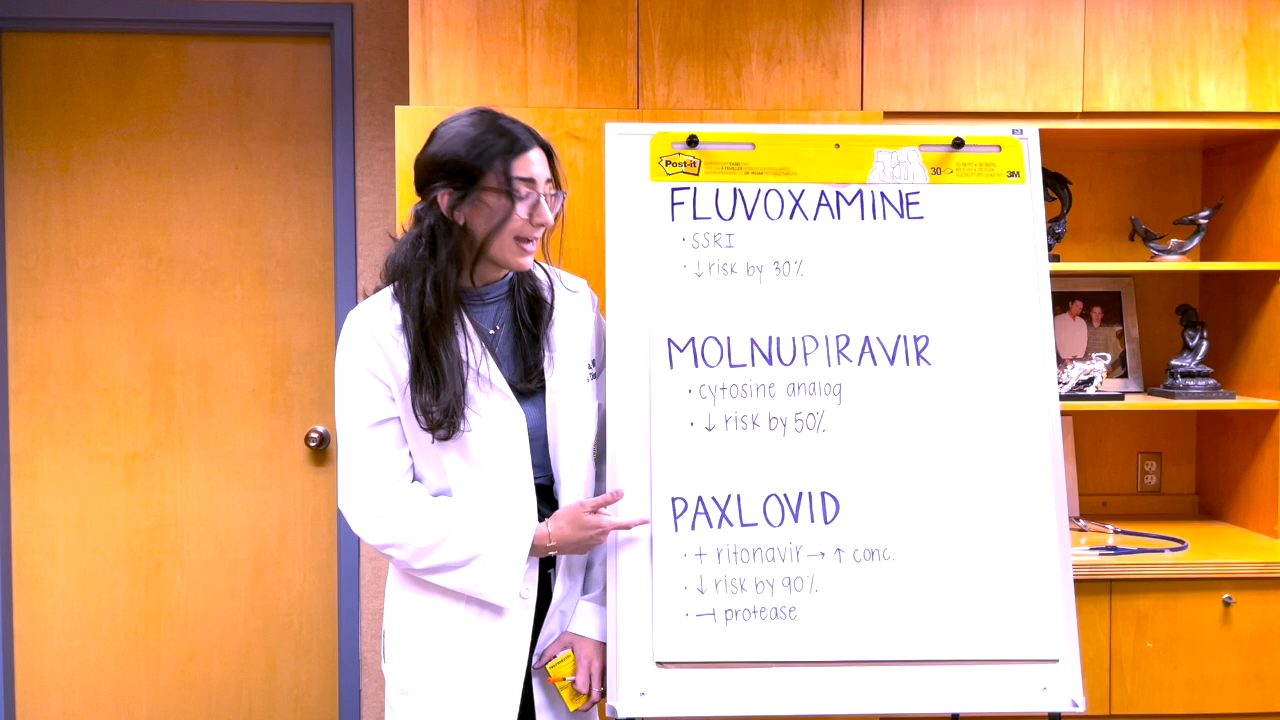 Post-it
30
3M
FLUVOXAMINE
· SSRI
· ↓ risk by 30%
MOLNUPIRAVIR
· cytosine analog
· ↓ risk by 50%
PAXLOVID
· + ritonavir → ↑ conc.
· ↓ risk by 90%
· ⊣ protease